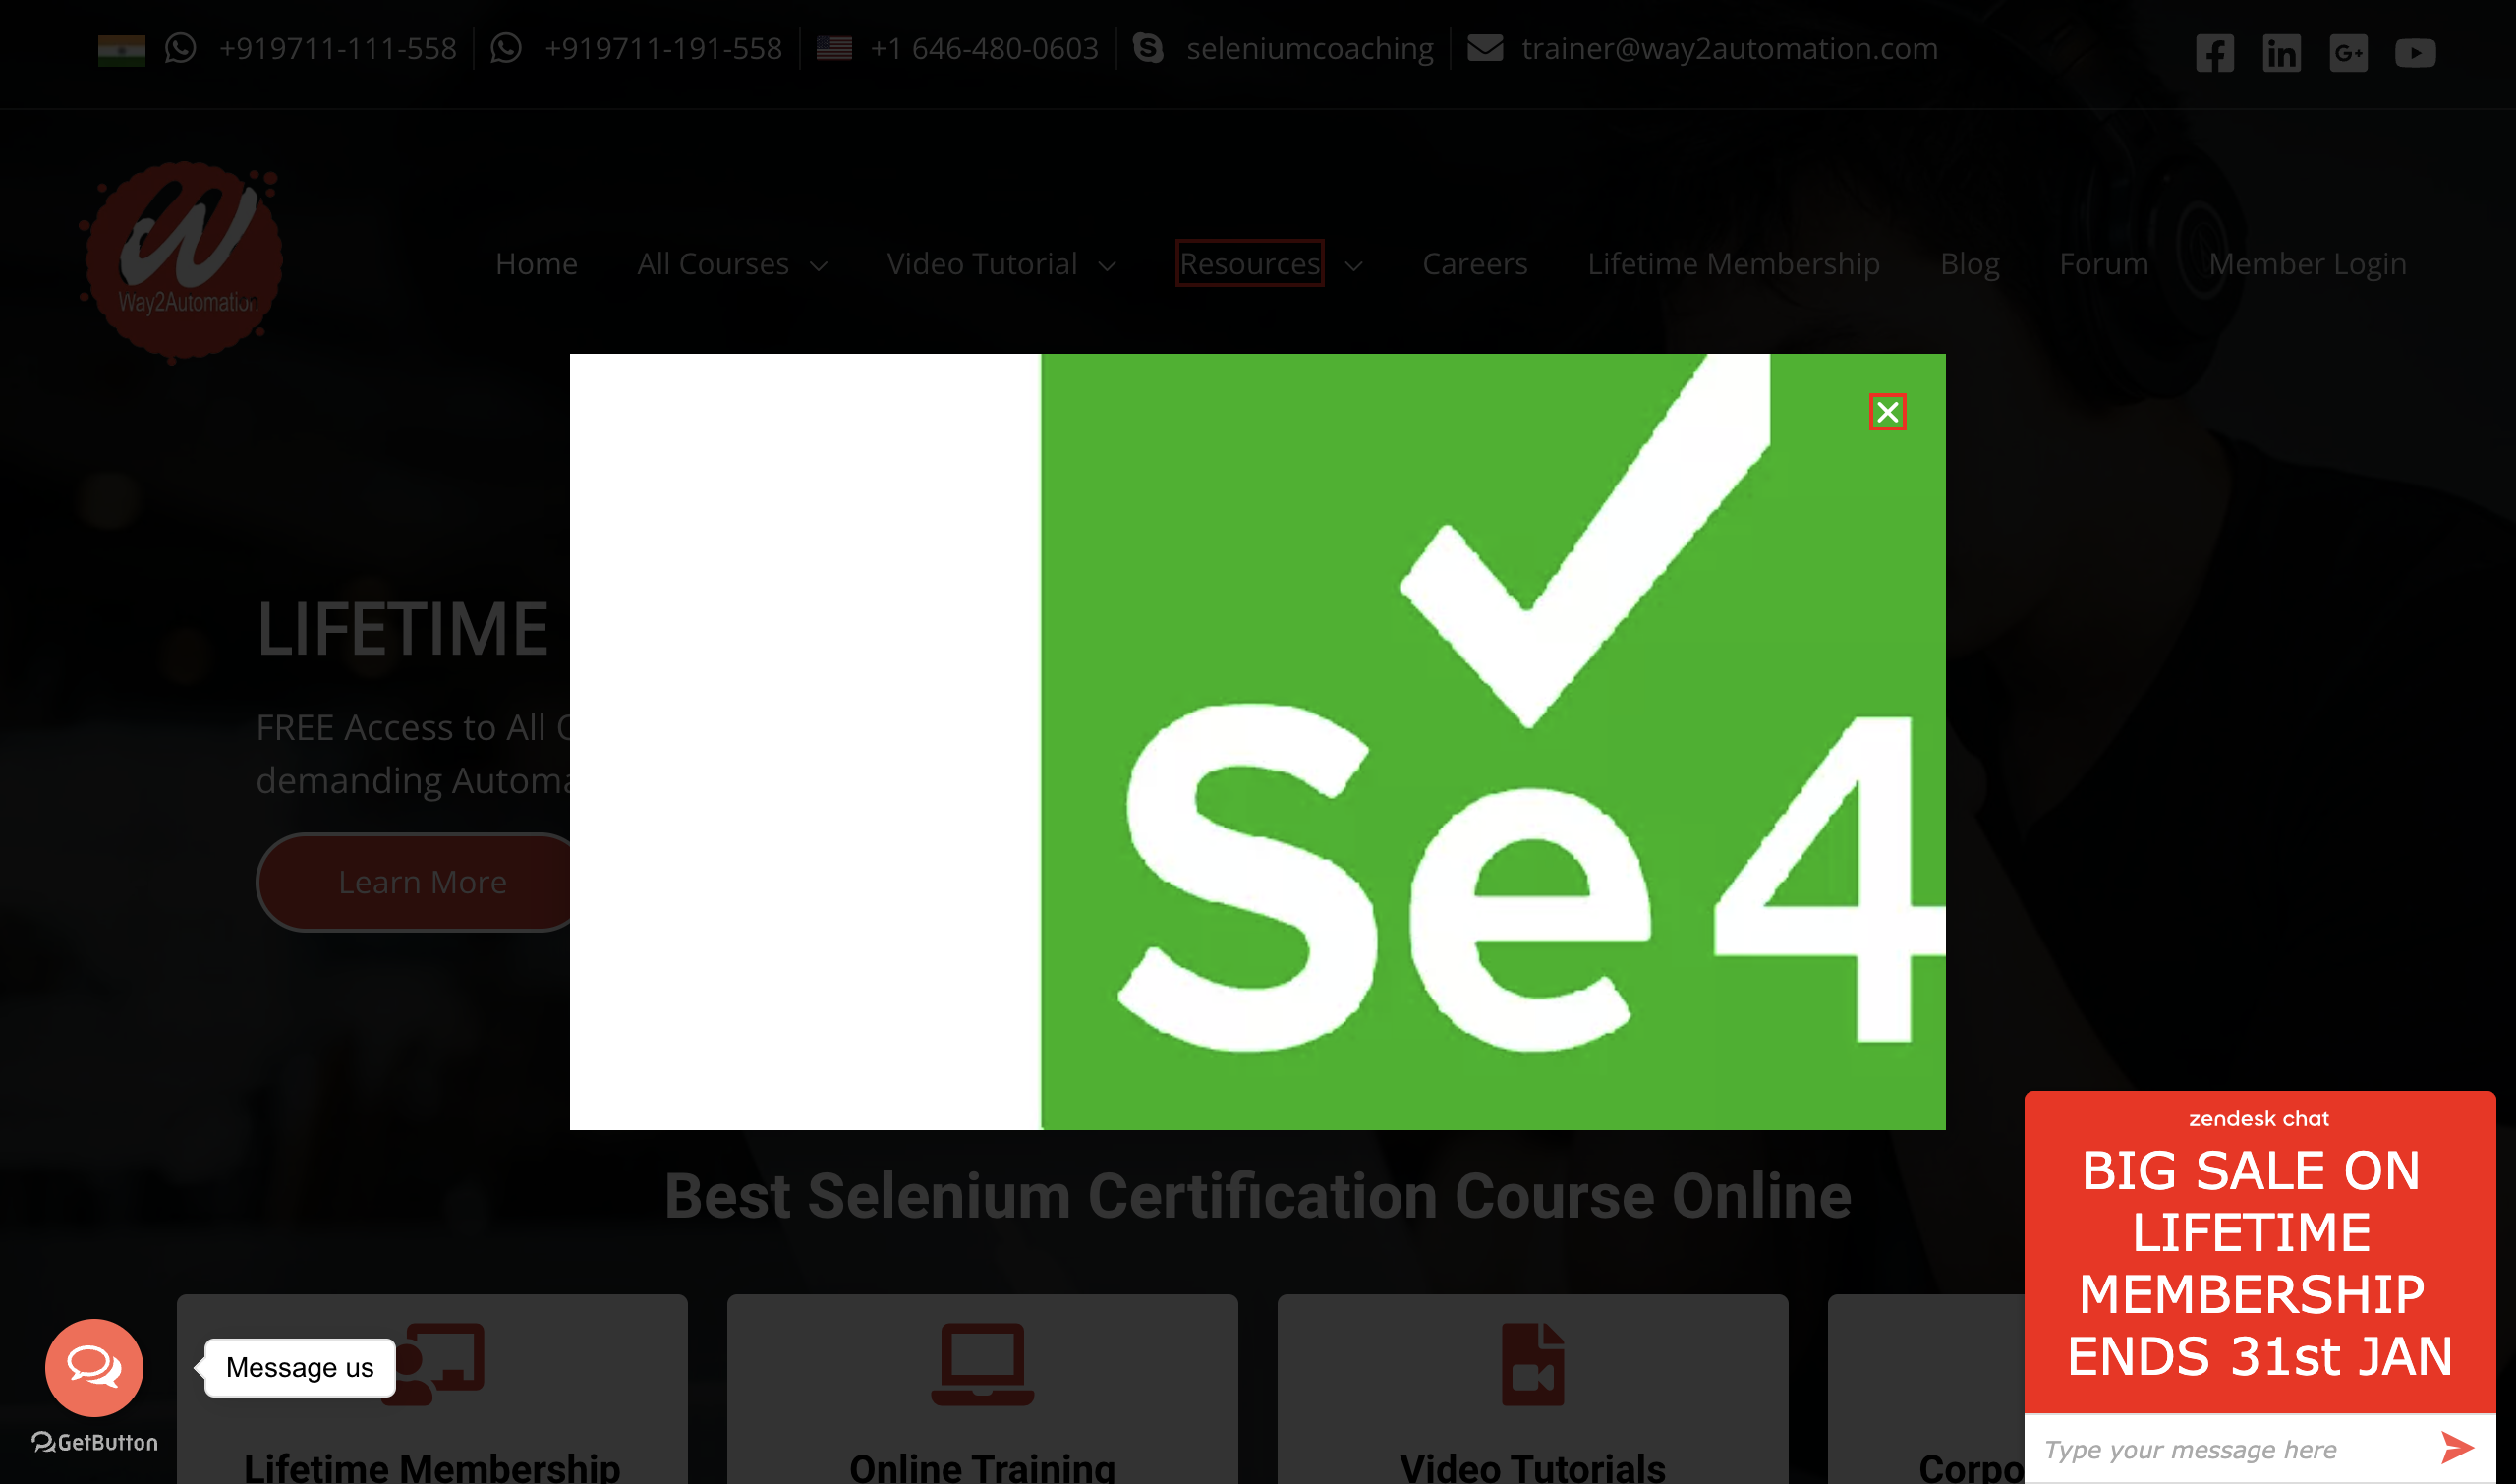 +919711-111-558
+919711-191-558
+1 646-480-0603
seleniumcoaching
trainer@way2automation.com
Way2Automation
Home
All Courses
Video Tutorial
Resources
Careers
Lifetime Membership
Blog
Forum
Member Login
LIFETIME
FREE Access to All
demanding
Learn More
Se4
Best Selenium Certification Course Online
zendesk chat
BIG SALE ON
LIFETIME
MEMBERSHIP
ENDS 31st JAN
Type your message here
Message us
GetButton
Lifetime Membership
Online Training
Video Tutorials